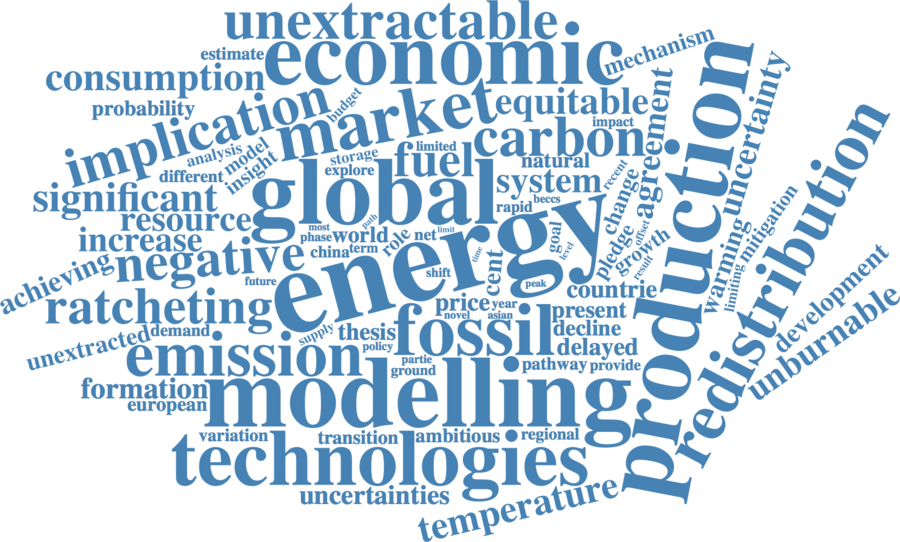 unextractable
estimate
economic
mechanism
consumption
probability
implication
budget
market
equitable
impact
agreement
production
uncertainty
analysis
model
different
insight
storage
explore
limited
fuel
carbon
natural
significant
resource
global
system
rapid
beccs
recent
change
predistribution
increase
most
phase
path
world
role
net
limit
goal
level
pledge
offset
growth
result
warming
limiting
mitigation
achieving
negative
china
term
time
energy
future
shift
cent
peak
countrie
development
unburnable
ratcheting
supply
price
year
novel
asian
present
unextracted
demand
thesis
policy
fossil
decline
emission
partie
ground
delayed
pathway
provide
formation
european
modelling
variation
transition
ambitious
regional
technologies
uncertainties
temperature